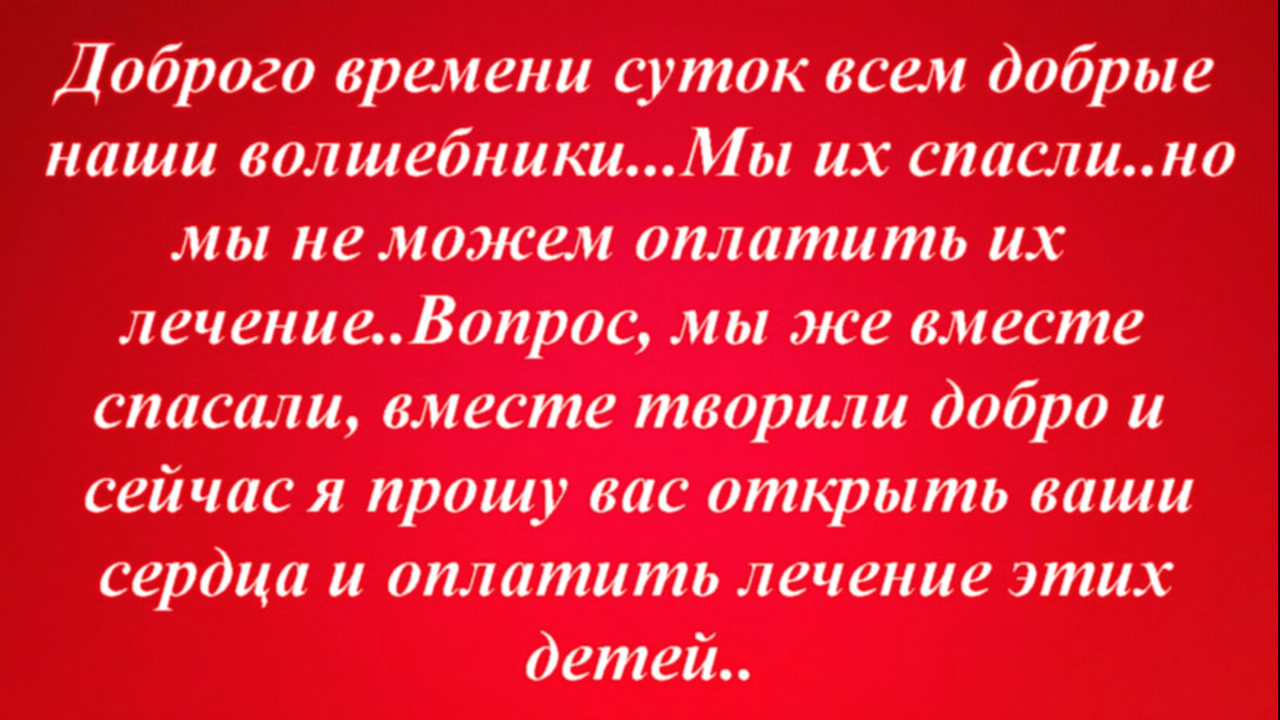 Доброго времени суток всем добрые
наши волшебники...Мы их спасли..но
мы не можем оплатить их
лечение..Вопрос, мы же вместе
спасали, вместе творили добро и
сейчас я прошу вас открыть ваши
сердца и оплатить лечение этих
детей..